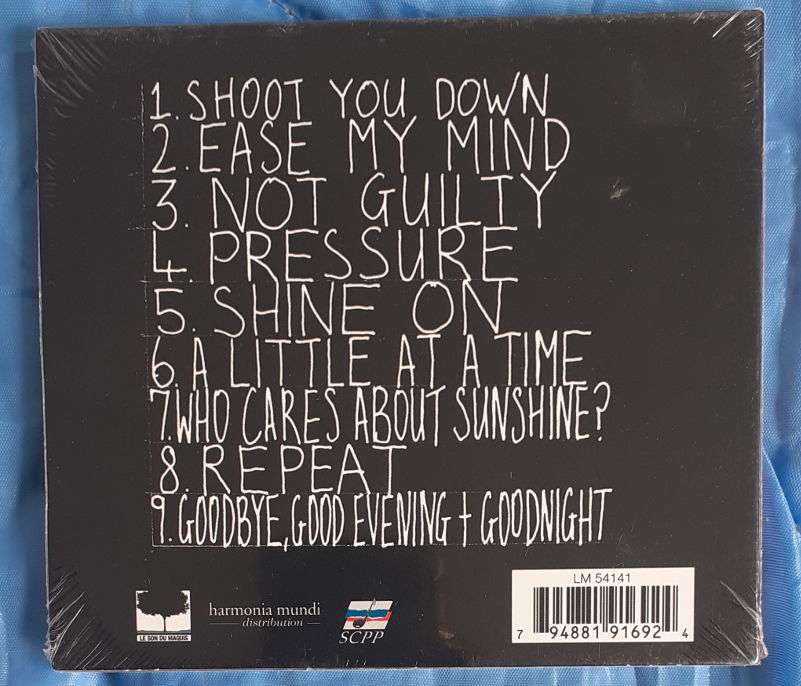 1. SHOOT YOU DOWN
2. EASE MY MIND
3. NOT GUILTY
4. PRESSURE
5. SHINE ON
6. A LITTLE AT A TIME
7. WHO CARES ABOUT SUNSHINE?
8. REPEAT
9. GOODBYE, GOOD EVENING + GOODNIGHT
LE SON DU MAQUIS
harmonia mundi
distribution
SCPP
LM 54141
7 94881 91692 4